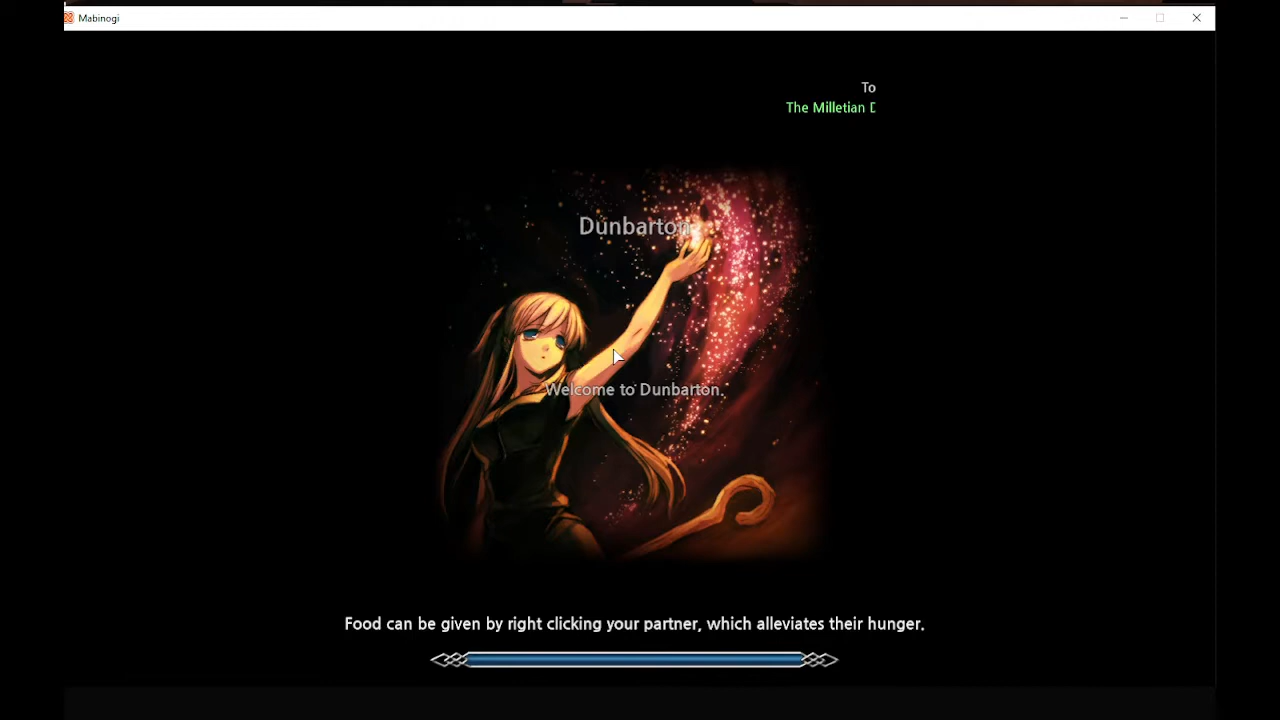 Mabinogi
To
The Milletian
Dunbarton
Welcome to Dunbarton.
Food can be given by right clicking your partner, which alleviates their hunger.